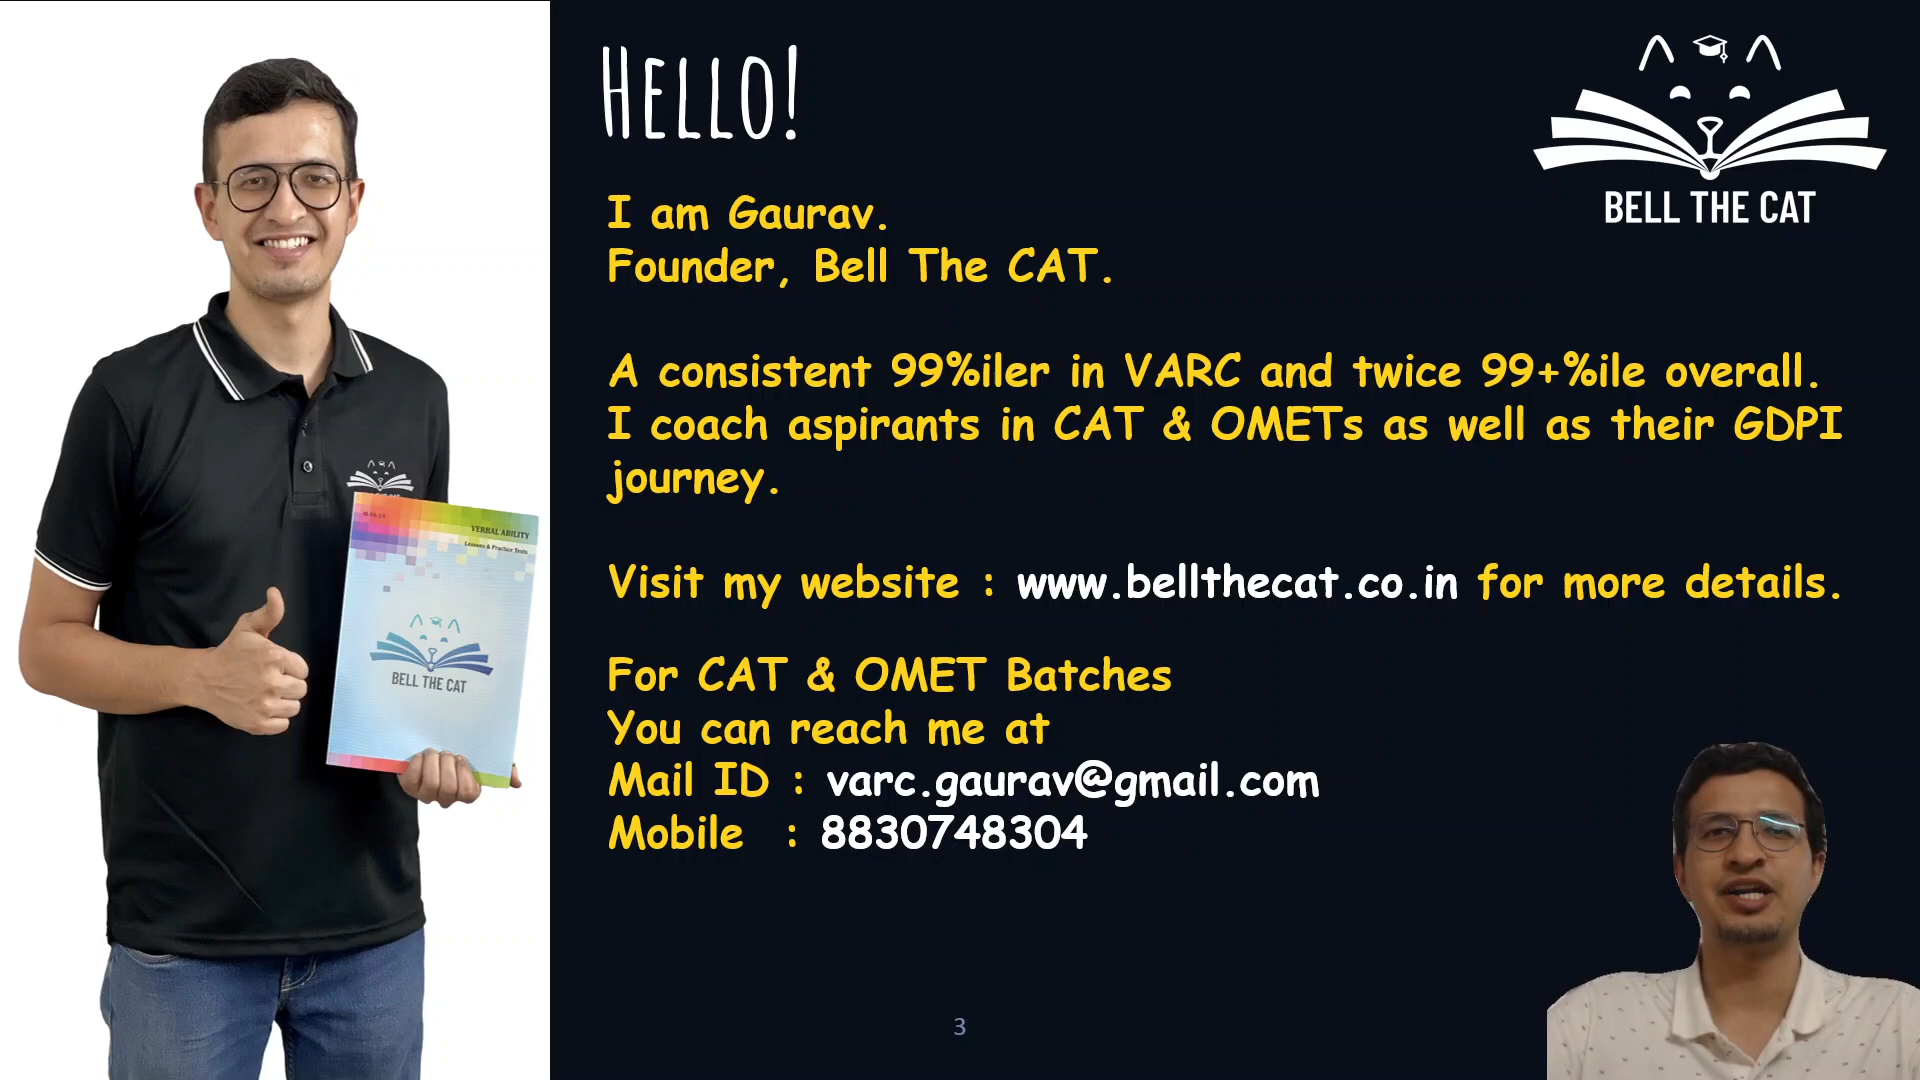 HELLO!
BELL THE CAT
I am Gaurav.
Founder, Bell The CAT.
A consistent 99%iler in VARC and twice 99+%ile overall.
I coach aspirants in CAT & OMETs as well as their GDPI
journey.
Visit my website : www.bellthecat.co.in for more details.
For CAT & OMET Batches
You can reach me at
Mail ID : varc.gaurav@gmail.com
Mobile : 8830748304
3
VERBAL ABILITY
Lessons & Practice Tests
BELL THE CAT